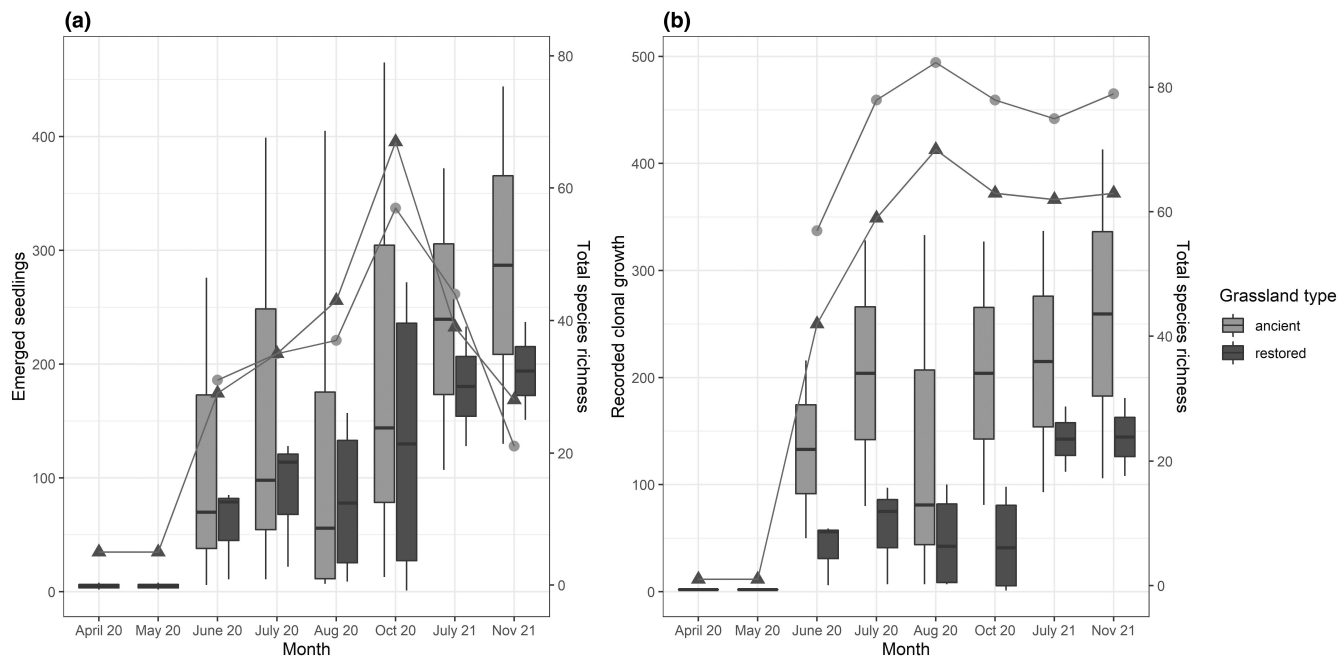 (a)
Emerged seedlings
400
300
200
100
0
80
60
40
20
0
Total species richness
April 20 May 20 June 20 July 20 Aug 20 Oct 20 July 21 Nov 21
Month
(b)
Recorded clonal growth
500
400
300
200
100
0
80
60
40
20
0
Total species richness
April 20 May 20 June 20 July 20 Aug 20 Oct 20 July 21 Nov 21
Month
Grassland type
ancient
restored